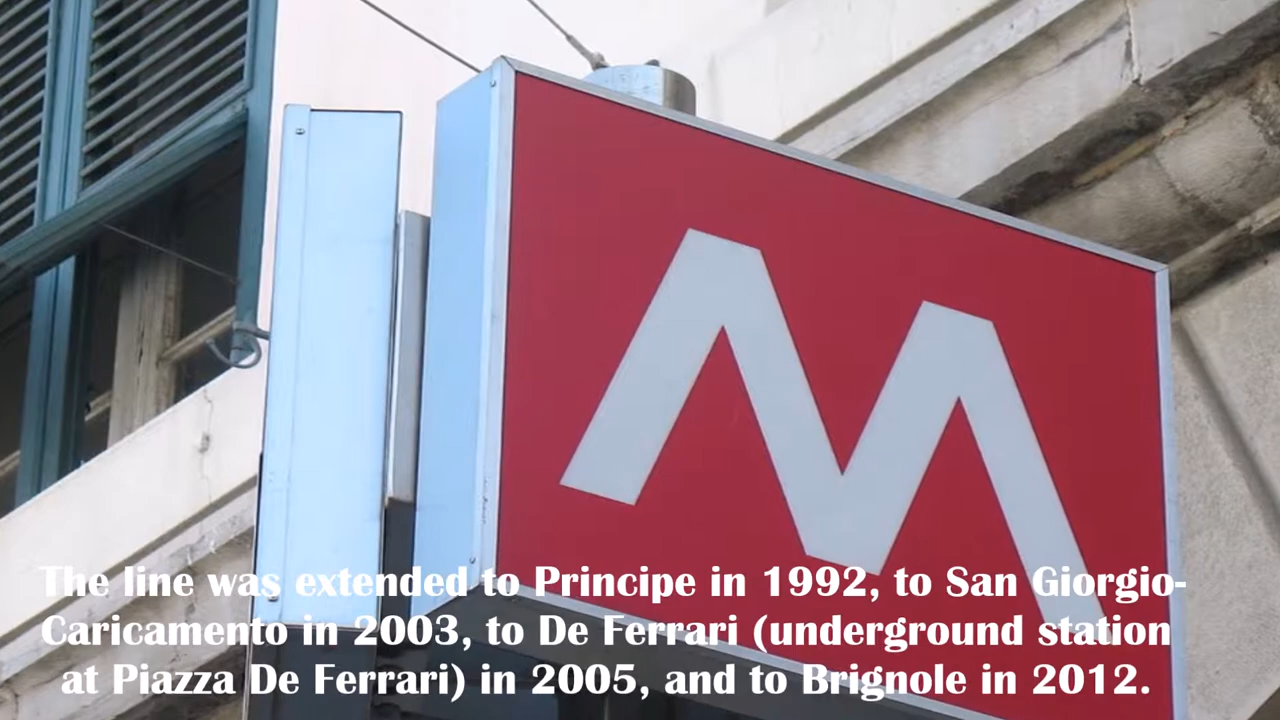 M
The line was extended to Principe in 1992, to San Giorgio-
Caricamento in 2003, to De Ferrari (underground station
at Piazza De Ferrari) in 2005, and to Brignole in 2012.